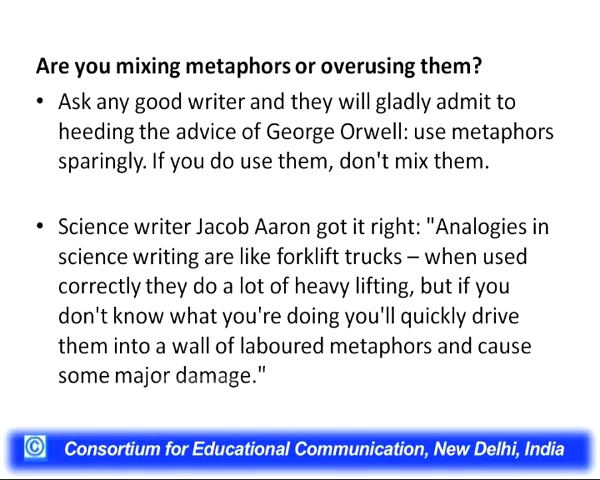 Are you mixing metaphors or overusing them?
• Ask any good writer and they will gladly admit to
heeding the advice of George Orwell: use metaphors
sparingly. If you do use them, don't mix them.
• Science writer Jacob Aaron got it right: "Analogies in
science writing are like forklift trucks – when used
correctly they do a lot of heavy lifting, but if you
don't know what you're doing you'll quickly drive
them into a wall of laboured metaphors and cause
some major damage."
© Consortium for Educational Communication, New Delhi, India